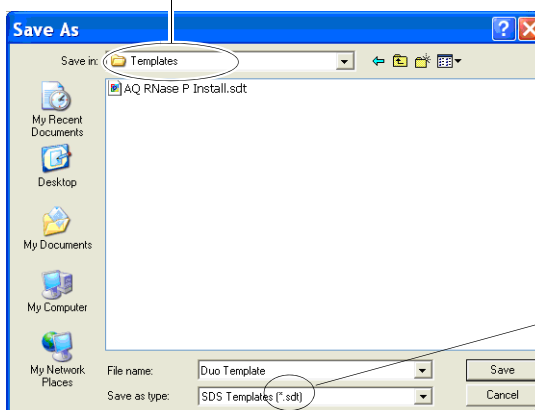 Save As
Save in: Templates
AQ RNase P Install.sdt
My Recent
Documents
Desktop
My Documents
My Computer
My Network
Places
File name: Duo Template Save
Save as type: SDS Templates (*.sdt) Cancel